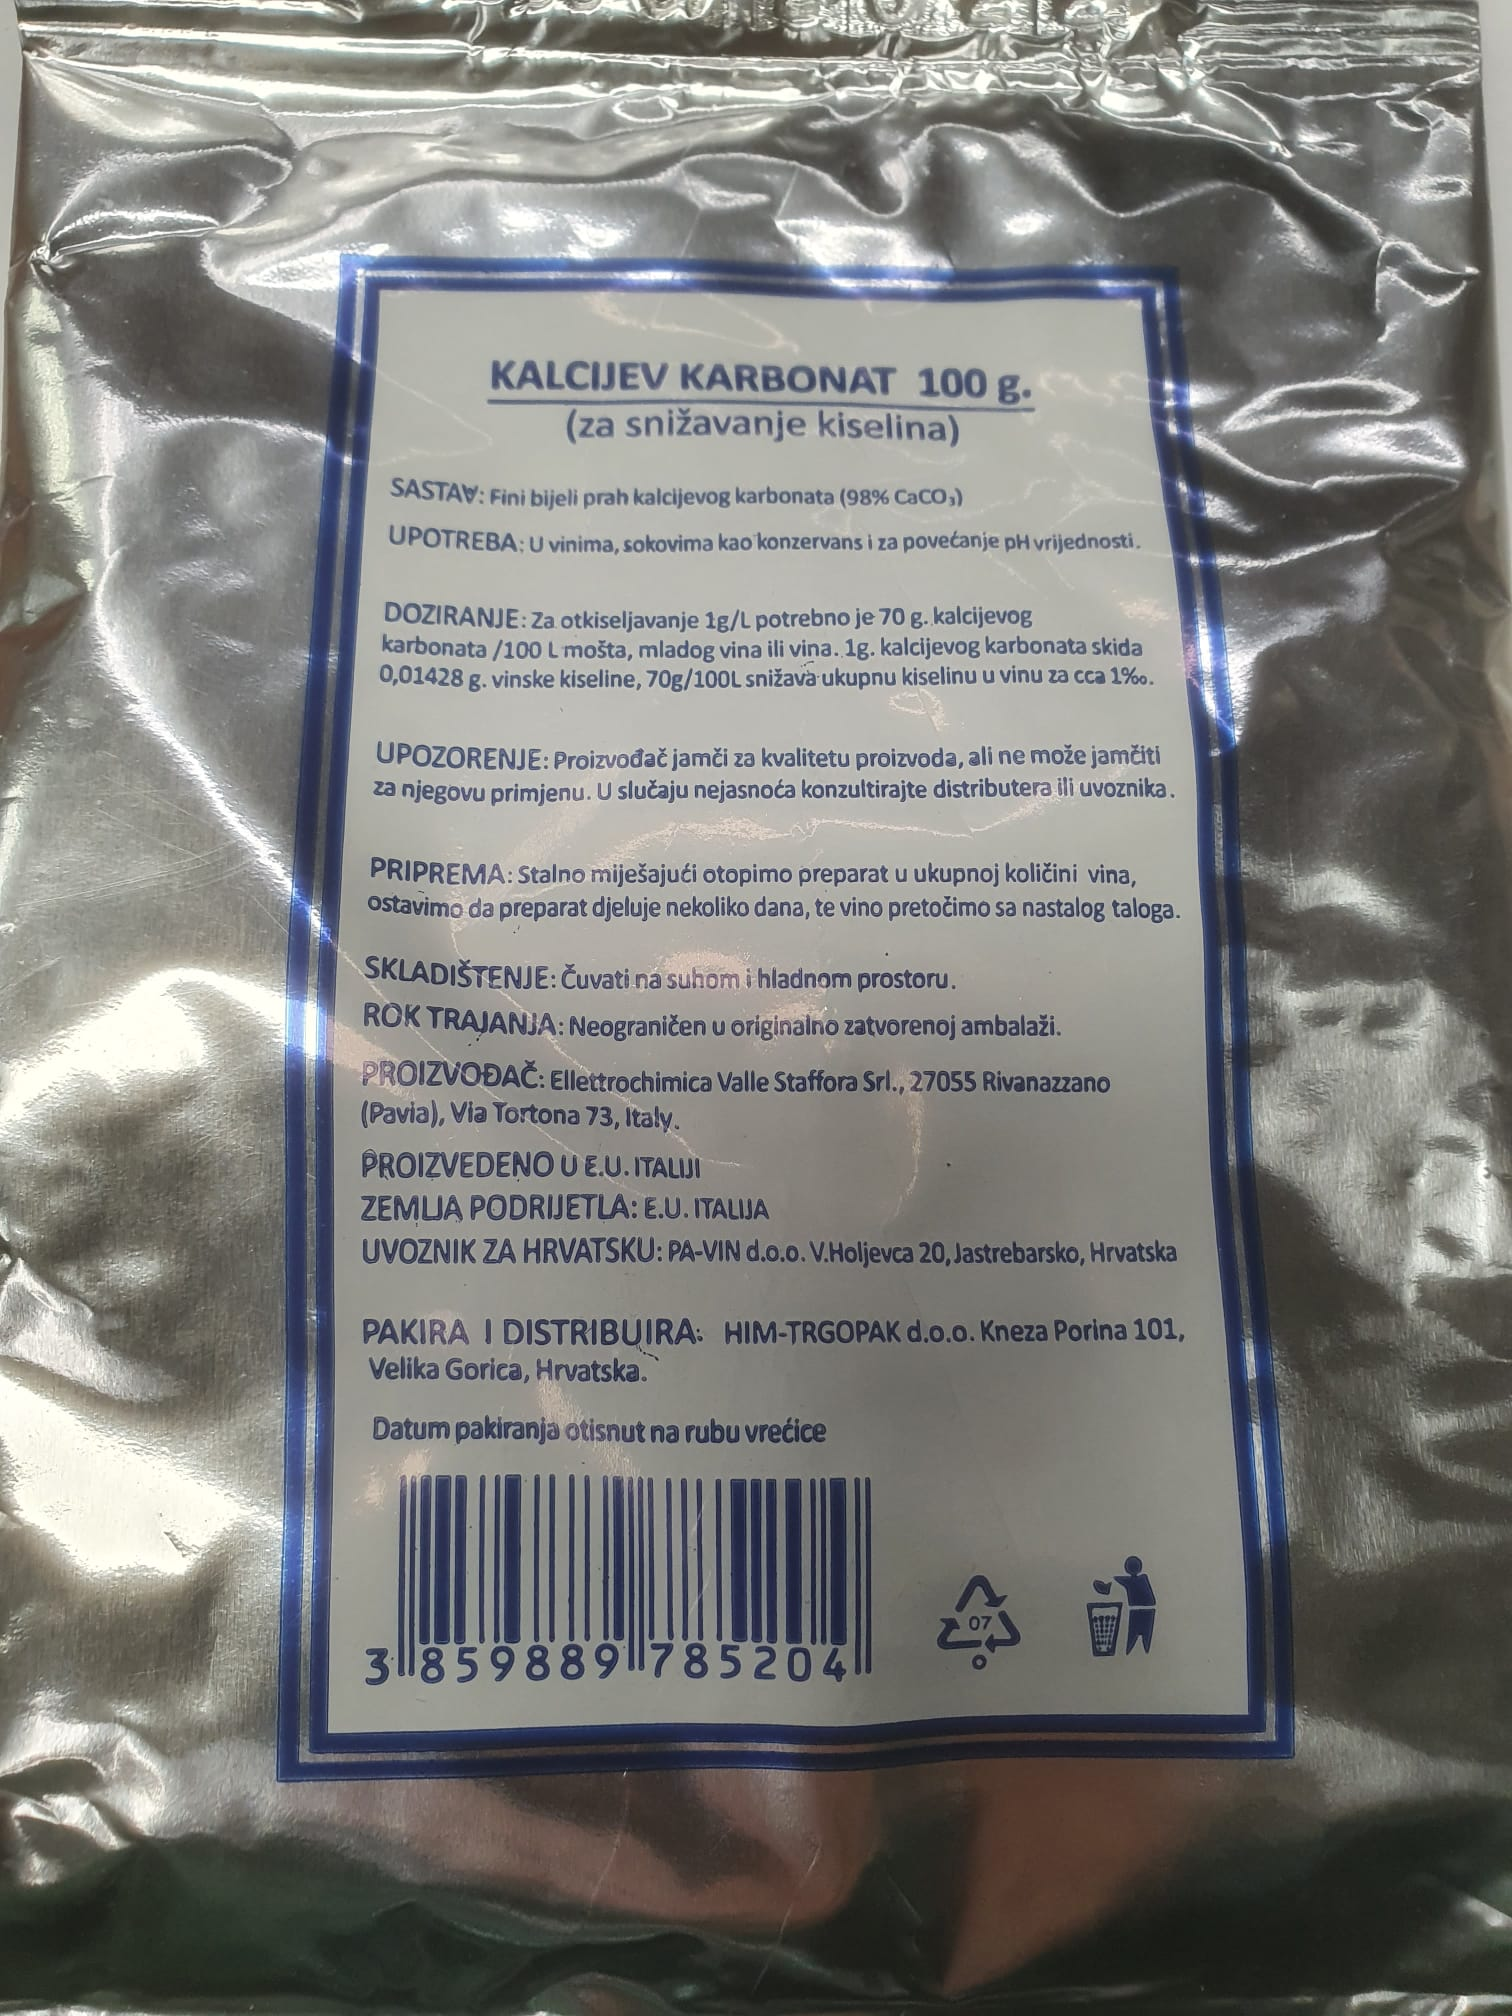 KALCIJEV KARBONAT 100 g.
(za snižavanje kiselina)
SASTAV: Fini bijeli prah kalcijevog karbonata (98% CaCO₃)
UPOTREBA: U vinima, sokovima kao konzervans i za povećanje pH vrijednosti.
DOZIRANJE: Za otkiseljavanje 1g/L potrebno je 70 g. kalcijevog
karbonata /100 L mošta, mladog vina ili vina. 1g. kalcijevog karbonata skida
0,01428 g. vinske kiseline, 70g/100L snižava ukupnu kiselinu u vinu za cca 1‰.
UPOZORENJE: Proizvođač jamči za kvalitetu proizvoda, ali ne može jamčiti
za njegovu primjenu. U slučaju nejasnoća konzultirajte distributera ili uvoznika.
PRIPREMA: Stalno miješajući otopimo preparat u ukupnoj količini vina,
ostavimo da preparat djeluje nekoliko dana, te vino pretočimo sa nastalog taloga.
SKLADIŠTENJE: Čuvati na suhom i hladnom prostoru.
ROK TRAJANJA: Neograničen u originalno zatvorenoj ambalaži.
PROIZVOĐAČ: Ellettrochimica Valle Staffora Srl., 27055 Rivanazzano
(Pavia), Via Tortona 73, Italy.
PROIZVEDENO U E.U. ITALIJI
ZEMLJA PODRIJETLA: E.U. ITALIJA
UVOZNIK ZA HRVATSKU: PA-VIN d.o.o. V.Holjevca 20, Jastrebarsko, Hrvatska
PAKIRA I DISTRIBUIRA: HIM-TRGOPAK d.o.o. Kneza Porina 101,
Velika Gorica, Hrvatska.
Datum pakiranja otisnut na rubu vrećice
07
3 859889 785204